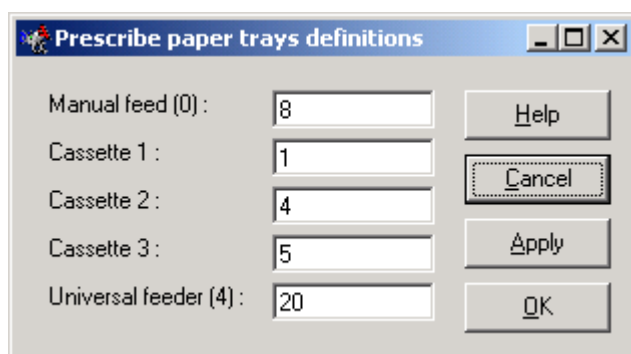 Prescribe paper trays definitions
Manual feed (0) : 8 Help
Cassette 1 : 1
Cancel
Cassette 2 : 4
Cassette 3 : 5 Apply
Universal feeder (4) : 20 OK